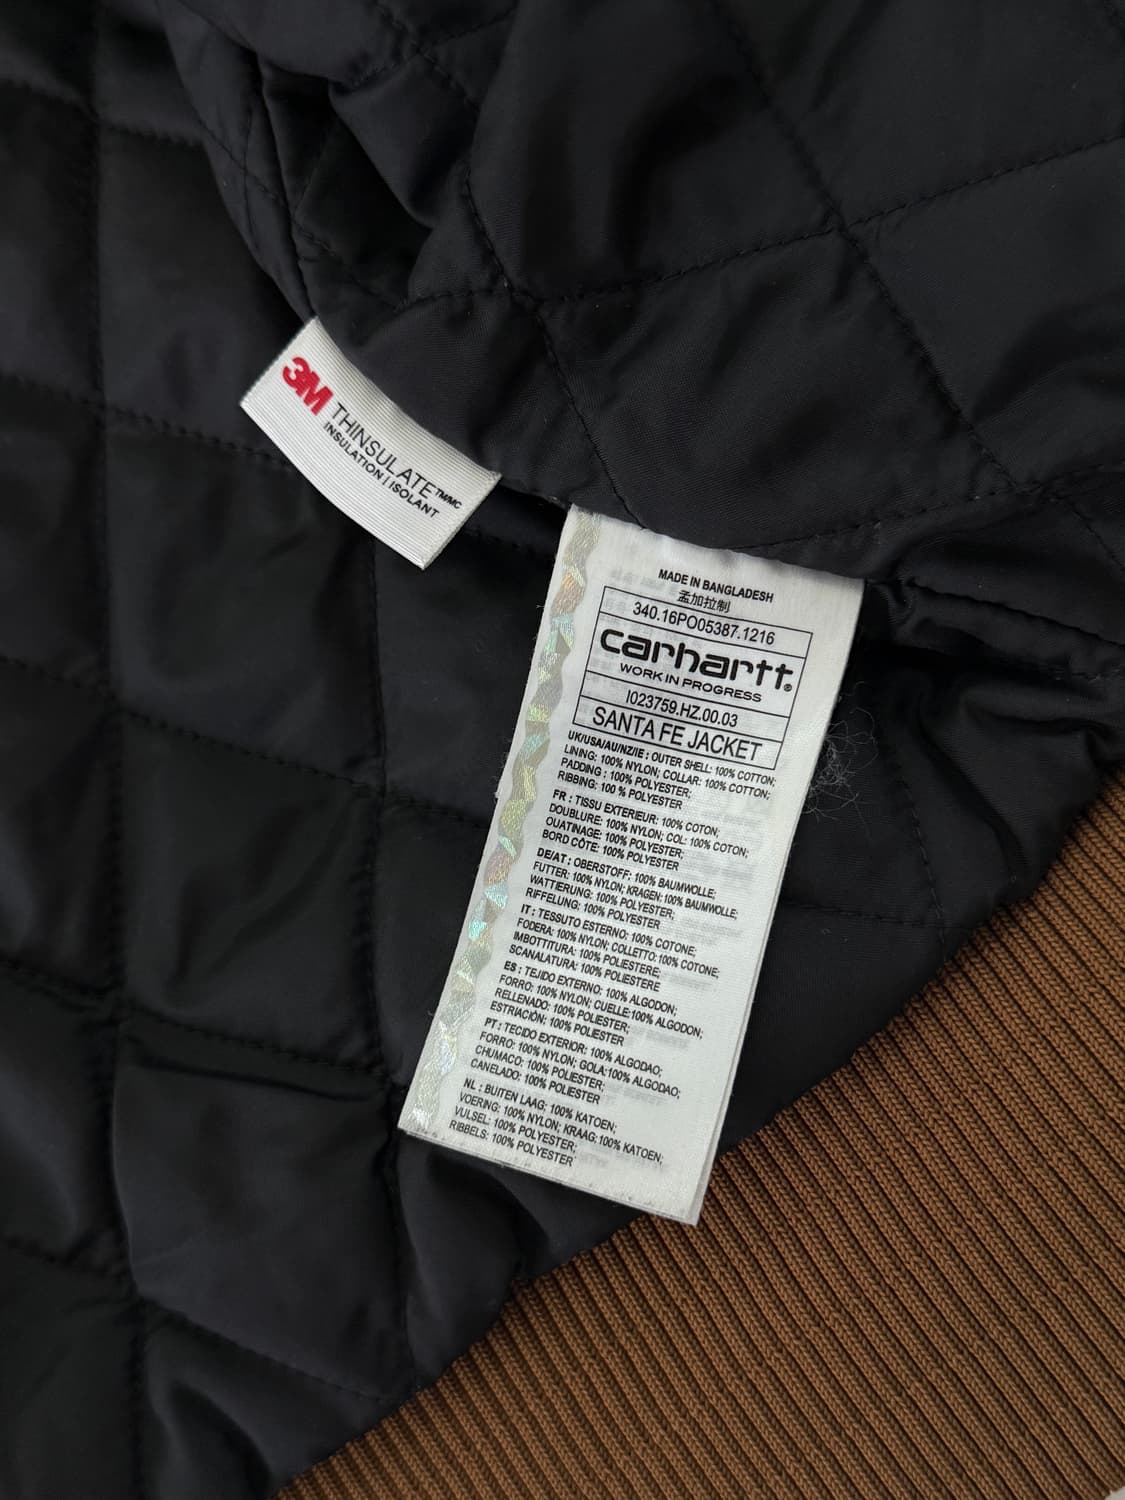 3M THINSULATE™/MC
INSULATION | ISOLANT
MADE IN BANGLADESH
孟加拉制
340.16PO05387.1216
carhartt®
WORK IN PROGRESS
I023759.HZ.00.03
SANTA FE JACKET
UK/USA/AU/NZ/IE : OUTER SHELL: 100% COTTON;
LINING: 100% NYLON; COLLAR: 100% COTTON;
PADDING : 100% POLYESTER;
RIBBING: 100 % POLYESTER
FR : TISSU EXTERIEUR: 100% COTON;
DOUBLURE: 100% NYLON; COL: 100% COTON;
OUATINAGE: 100% POLYESTER;
BORD CÔTE: 100% POLYESTER
DE/AT : OBERSTOFF: 100% BAUMWOLLE;
FUTTER: 100% NYLON; KRAGEN: 100% BAUMWOLLE;
WATTIERUNG: 100% POLYESTER;
RIFFELUNG: 100% POLYESTER
IT : TESSUTO ESTERNO: 100% COTONE;
FODERA: 100% NYLON; COLLETTO: 100% COTONE;
IMBOTTITURA: 100% POLIESTERE;
SCANALATURA: 100% POLIESTERE
ES : TEJIDO EXTERNO: 100% ALGODON;
FORRO: 100% NYLON; CUELLE:100% ALGODON;
RELLENADO: 100% POLIESTER;
ESTRIACIÓN: 100% POLIESTER
PT : TECIDO EXTERIOR: 100% ALGODAO;
FORRO: 100% NYLON; GOLA:100% ALGODAO;
CHUMACO: 100% POLIESTER;
CANELADO: 100% POLIESTER
NL : BUITEN LAAG: 100% KATOEN;
VOERING: 100% NYLON; KRAAG: 100% KATOEN;
VULSEL: 100% POLYESTER;
RIBBELS: 100% POLYESTER